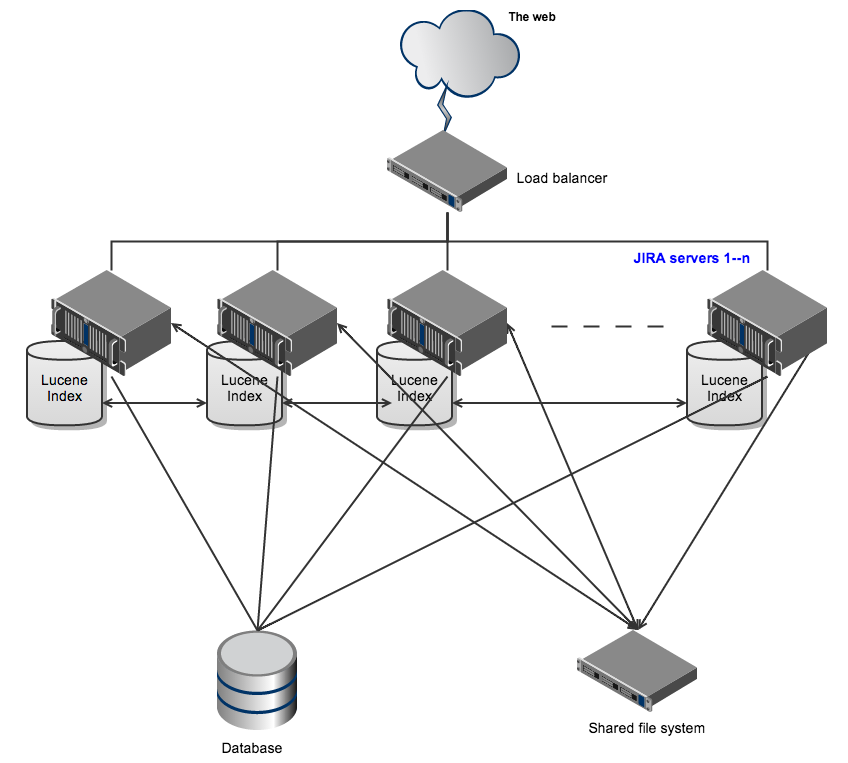 The web
Load balancer
JIRA servers 1--n
Lucene
Index
Lucene
Index
Lucene
Index
Lucene
Index
Database
Shared file system